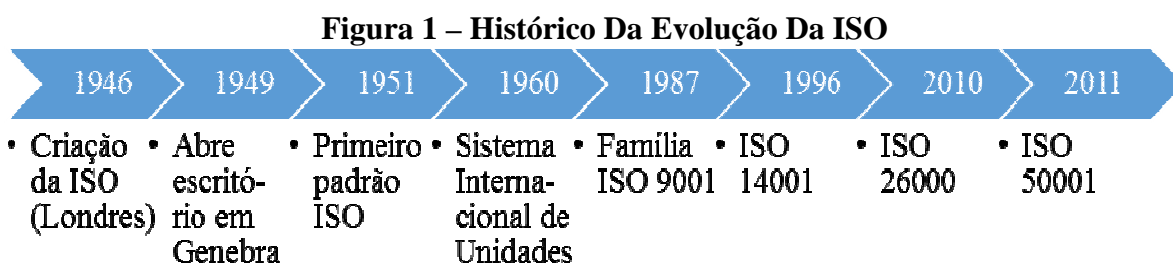 Figura 1 – Histórico Da Evolução Da ISO
1946
1949
1951
1960
1987
1996
2010
2011
• Criação
da ISO
(Londres)
• Abre
escritó-
rio em
Genebra
• Primeiro
padrão
ISO
• Sistema
Interna-
cional de
Unidades
• Família
ISO 9001
• ISO
14001
• ISO
26000
• ISO
50001